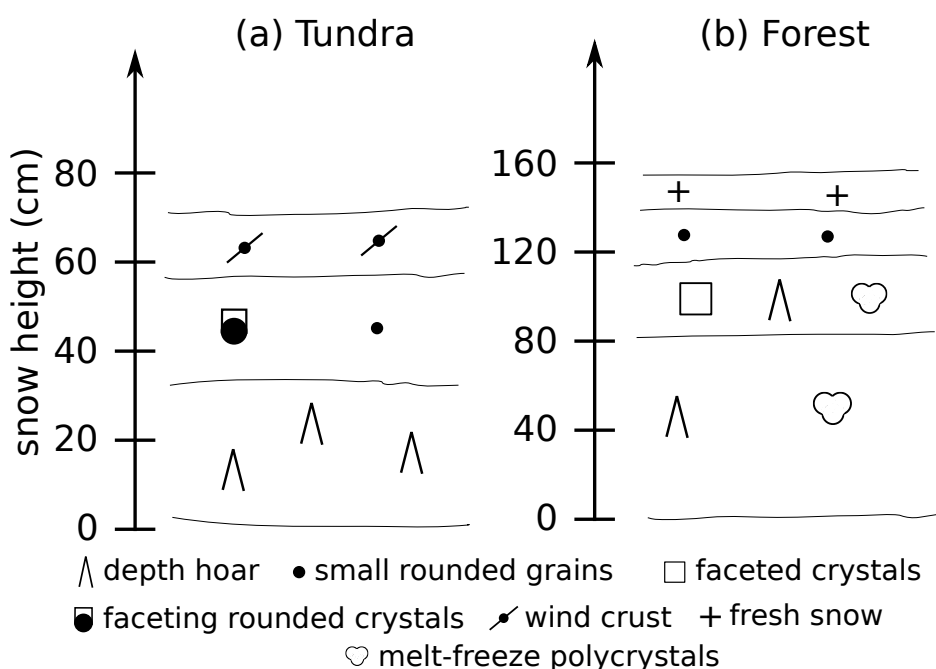 (a) Tundra
(b) Forest
snow height (cm)
80
60
40
20
0
160
120
80
40
0
depth hoar
small rounded grains
faceted crystals
faceting rounded crystals
wind crust
fresh snow
melt-freeze polycrystals